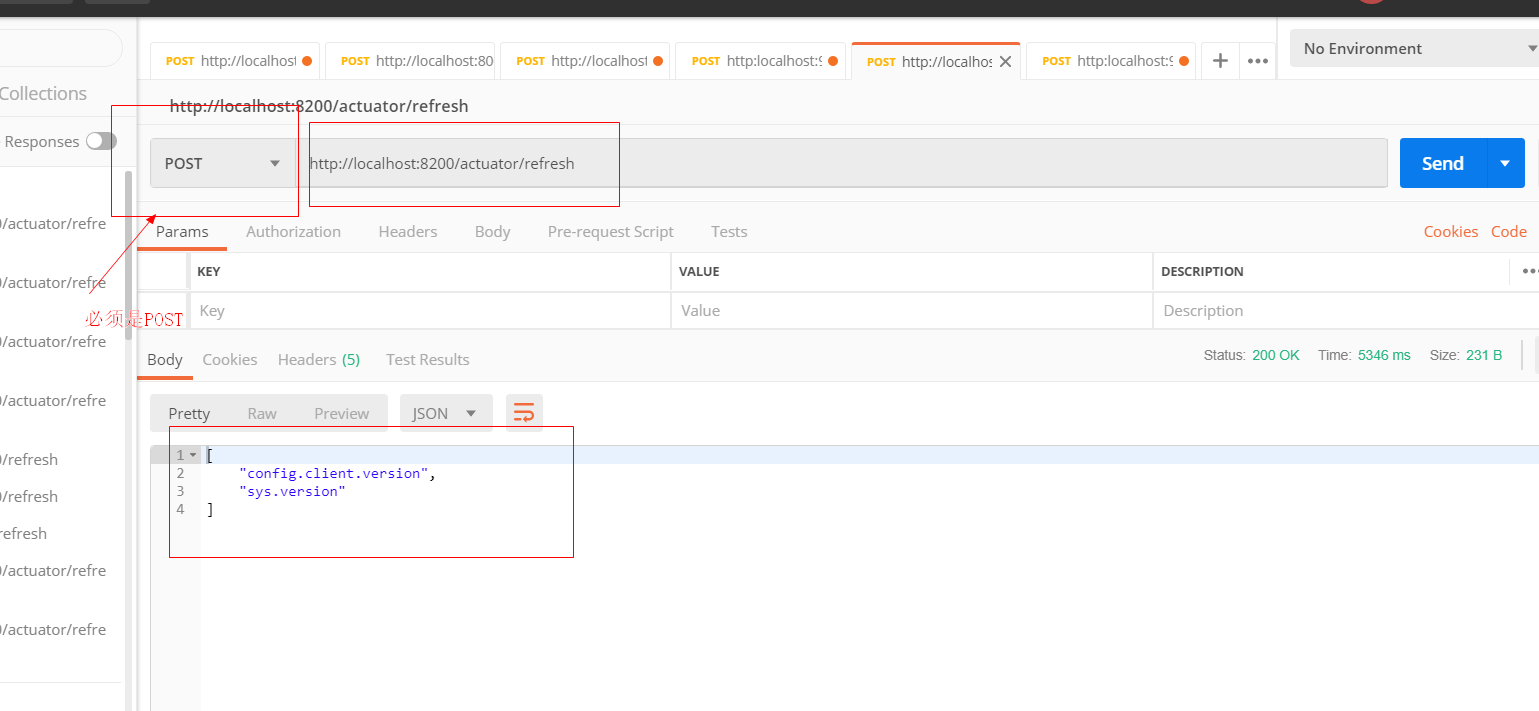 POST http://localhost
POST http://localhost:80
POST http://localhost
POST http:localhost:9
POST http://localhos
POST http:localhost:9
No Environment
Collections
http://localhost:8200/actuator/refresh
Responses
POST
http://localhost:8200/actuator/refresh
Send
/actuator/refre
Params Authorization Headers Body Pre-request Script Tests
Cookies Code
KEY VALUE DESCRIPTION
/actuator/refre
Key Value Description
必须是POST
/actuator/refre
Body Cookies Headers (5) Test Results
Status: 200 OK Time: 5346 ms Size: 231 B
/actuator/refre
Pretty Raw Preview JSON
1 [
2 "config.client.version",
3 "sys.version"
4 ]
/refresh
/refresh
refresh
/actuator/refre
/actuator/refre